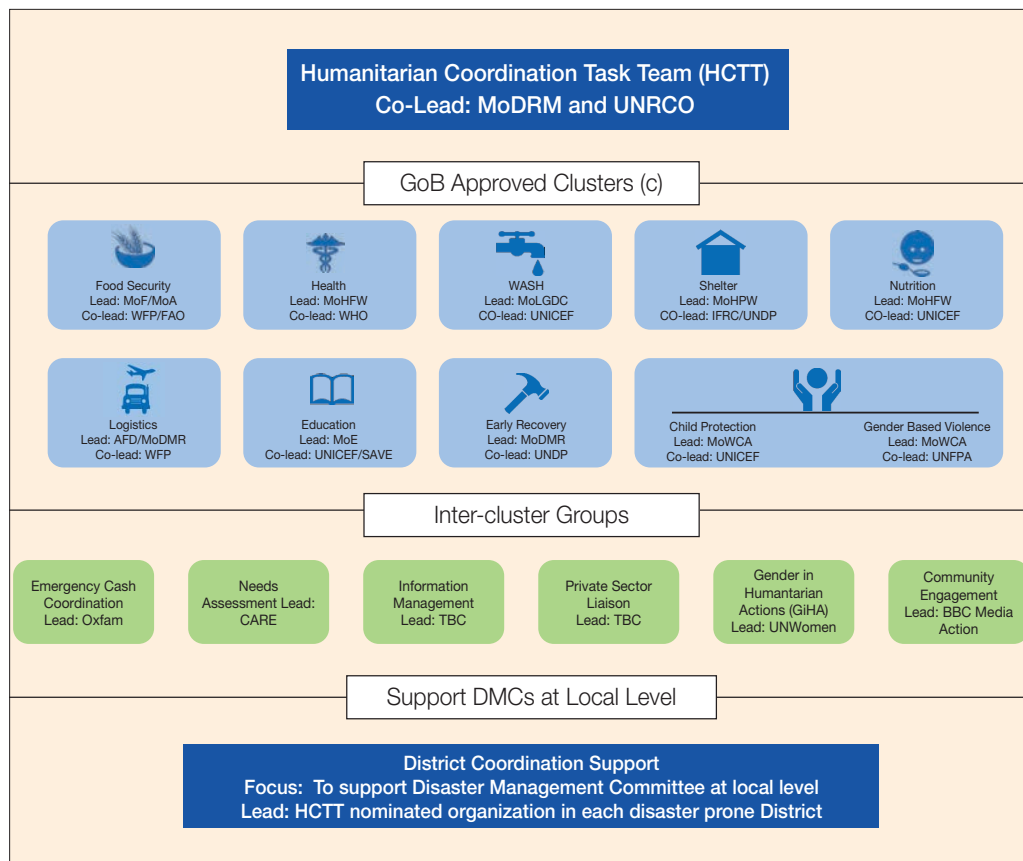 Humanitarian Coordination Task Team (HCTT)
Co-Lead: MoDRM and UNRCO
GoB Approved Clusters (c)
Food Security
Lead: MoF/MoA
Co-lead: WFP/FAO
Health
Lead: MoHFW
Co-lead: WHO
WASH
Lead: MoLGDC
CO-lead: UNICEF
Shelter
Lead: MoHPW
CO-lead: IFRC/UNDP
Nutrition
Lead: MoHFW
CO-lead: UNICEF
Logistics
Lead: AFD/MoDMR
Co-lead: WFP
Education
Lead: MoE
Co-lead: UNICEF/SAVE
Early Recovery
Lead: MoDMR
Co-lead: UNDP
Child Protection
Lead: MoWCA
Co-lead: UNICEF
Gender Based Violence
Lead: MoWCA
Co-lead: UNFPA
Inter-cluster Groups
Emergency Cash
Coordination
Lead: Oxfam
Needs
Assessment Lead:
CARE
Information
Management
Lead: TBC
Private Sector
Liaison
Lead: TBC
Gender in
Humanitarian
Actions (GiHA)
Lead: UNWomen
Community
Engagement
Lead: BBC Media
Action
Support DMCs at Local Level
District Coordination Support
Focus: To support Disaster Management Committee at local level
Lead: HCTT nominated organization in each disaster prone District